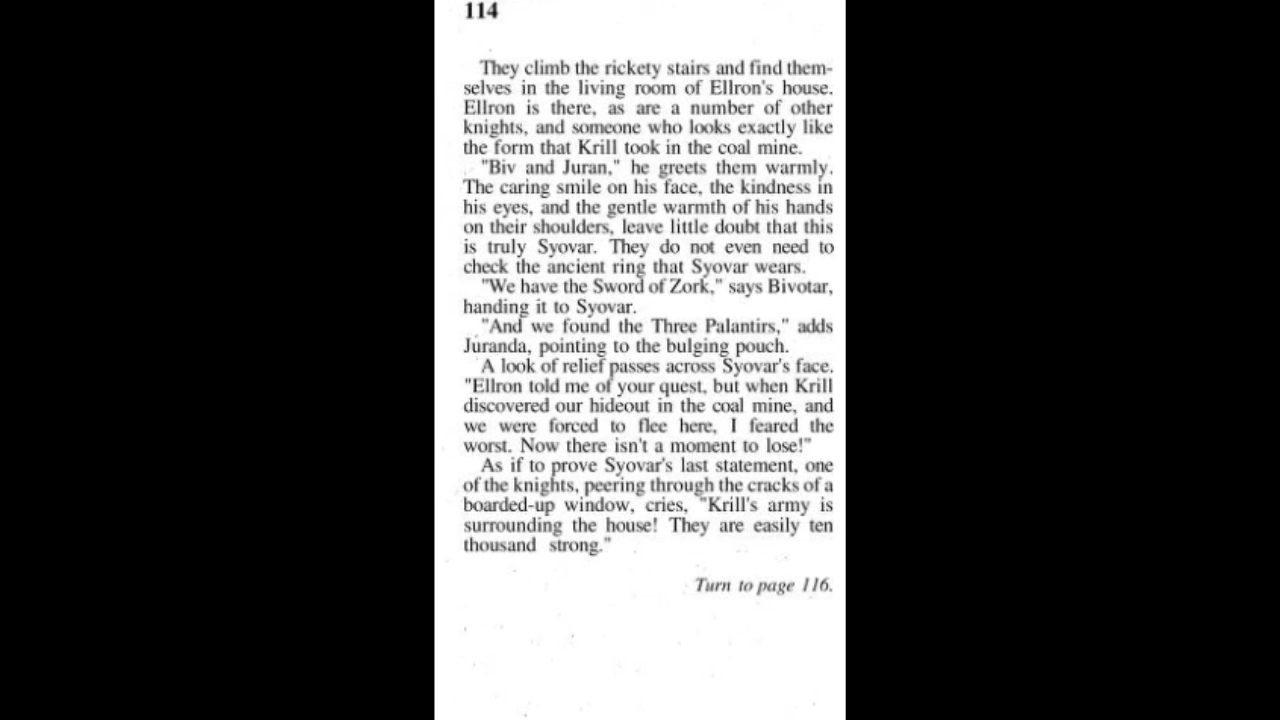 114
They climb the rickety stairs and find them-
selves in the living room of Ellron's house.
Ellron is there, as are a number of other
knights, and someone who looks exactly like
the form that Krill took in the coal mine.
"Biv and Juran," he greets them warmly.
The caring smile on his face, the kindness in
his eyes, and the gentle warmth of his hands
on their shoulders, leave little doubt that this
is truly Syovar. They do not even need to
check the ancient ring that Syovar wears.
"We have the Sword of Zork," says Bivotar,
handing it to Syovar.
"And we found the Three Palantirs," adds
Juranda, pointing to the bulging pouch.
A look of relief passes across Syovar's face.
"Ellron told me of your quest, but when Krill
discovered our hideout in the coal mine, and
we were forced to flee here, I feared the
worst. Now there isn't a moment to lose!"
As if to prove Syovar's last statement, one
of the knights, peering through the cracks of a
boarded-up window, cries, "Krill's army is
surrounding the house! They are easily ten
thousand strong."
Turn to page 116.